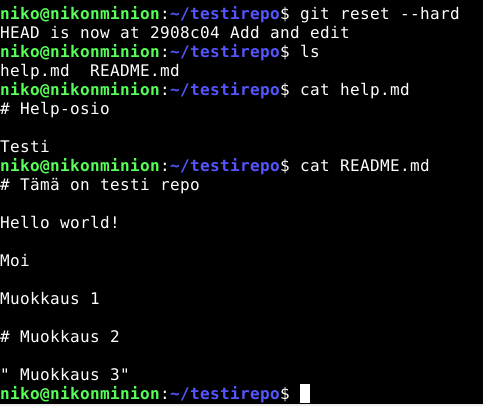 niko@nikonminion:~/testirepo$ git reset --hard
HEAD is now at 2908c04 Add and edit
niko@nikonminion:~/testirepo$ ls
help.md  README.md
niko@nikonminion:~/testirepo$ cat help.md
# Help-osio
Testi
niko@nikonminion:~/testirepo$ cat README.md
# Tämä on testi repo
Hello world!
Moi
Muokkaus 1
# Muokkaus 2
" Muokkaus 3"
niko@nikonminion:~/testirepo$